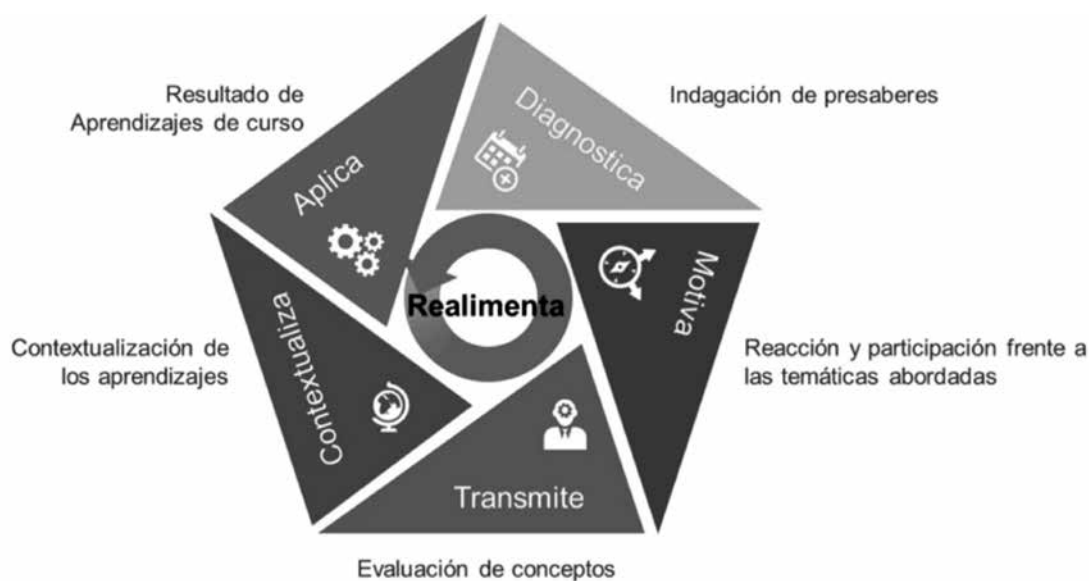 Resultado de
Aprendizajes de curso
Aplica
Diagnostica
Indagación de presaberes
Motiva
Reacción y participación frente a
las temáticas abordadas
Realimenta
Contextualiza
Contextualización de
los aprendizajes
Transmite
Evaluación de conceptos